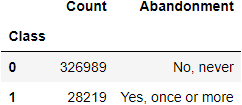 Count Abandonment
Class
0 326989 No, never
1 28219 Yes, once or more